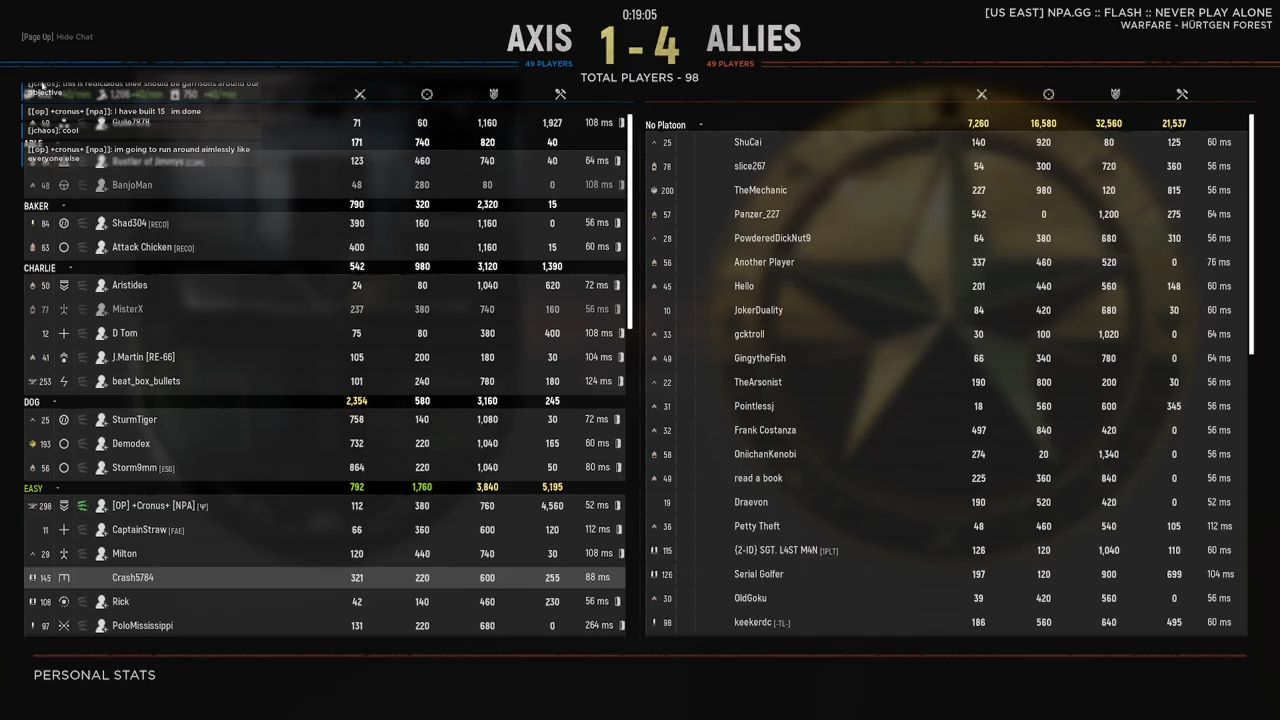 0:19:05
[US EAST] NPA.GG :: FLASH :: NEVER PLAY ALONE
WARFARE - HÜRTGEN FOREST
[Page Up] Hide Chat
AXIS 1 - 4 ALLIES
49 PLAYERS 49 PLAYERS
TOTAL PLAYERS - 98
[jchaos]: this is rediculous their should be garrisons around our
objective
[[op] +cronus+ [npa]]: I have built 15 im done
[jchaos]: cool
[[op] +cronus+ [npa]]: im going to run around aimlessly like
everyone else
Guile7878 71 60 1,160 1,927 108 ms
171 740 820 40
Rustler of Jimmys 123 460 740 40 64 ms
48 BanjoMan 48 280 80 0 108 ms
BAKER - 790 320 2,320 15
84 Shad304 [RECO] 390 160 1,160 0 56 ms
63 Attack Chicken [RECO] 400 160 1,160 15 60 ms
CHARLIE - 542 980 3,120 1,390
50 Aristides 24 80 1,040 620 72 ms
77 MisterX 237 380 740 160 56 ms
12 D Tom 75 80 380 400 108 ms
41 J.Martin [RE-66] 105 200 180 30 104 ms
253 beat_box_bullets 101 240 780 180 124 ms
DOG - 2,354 580 3,160 245
25 SturmTiger 758 140 1,080 30 72 ms
193 Demodex 732 220 1,040 165 60 ms
56 Storm9mm [ESG] 864 220 1,040 50 80 ms
EASY - 792 1,760 3,840 5,195
298 [OP] +Cronus+ [NPA] [Ψ] 112 380 760 4,560 52 ms
11 CaptainStraw [FAE] 66 360 600 120 112 ms
29 Milton 120 440 740 30 108 ms
145 Crash5784 321 220 600 255 88 ms
108 Rick 42 140 460 230 56 ms
97 PoloMississippi 131 220 680 0 264 ms
No Platoon - 7,260 16,580 32,560 21,537
25 ShuCai 140 920 80 125 60 ms
78 slice267 54 300 720 360 56 ms
200 TheMechanic 227 980 120 815 56 ms
57 Panzer_227 542 0 1,200 275 64 ms
28 PowderedDickNut9 64 380 680 310 56 ms
56 Another Player 337 460 520 0 76 ms
45 Hello 201 440 560 148 60 ms
10 JokerDuality 84 420 680 30 60 ms
33 gcktroll 30 100 1,020 0 64 ms
49 GingytheFish 66 340 780 0 64 ms
22 TheArsonist 190 800 200 30 56 ms
31 Pointlessj 18 560 600 345 56 ms
32 Frank Costanza 497 840 420 0 56 ms
58 OniichanKenobi 274 20 1,340 0 56 ms
49 read a book 225 360 840 0 56 ms
19 Draevon 190 520 420 0 52 ms
36 Petty Theft 48 460 540 105 112 ms
115 {2-ID} SGT. L4ST M4N [1PLT] 126 120 1,040 110 60 ms
126 Serial Golfer 197 120 900 699 104 ms
30 OldGoku 39 420 560 0 56 ms
98 keekerdc [-TL-] 186 560 640 495 60 ms
PERSONAL STATS